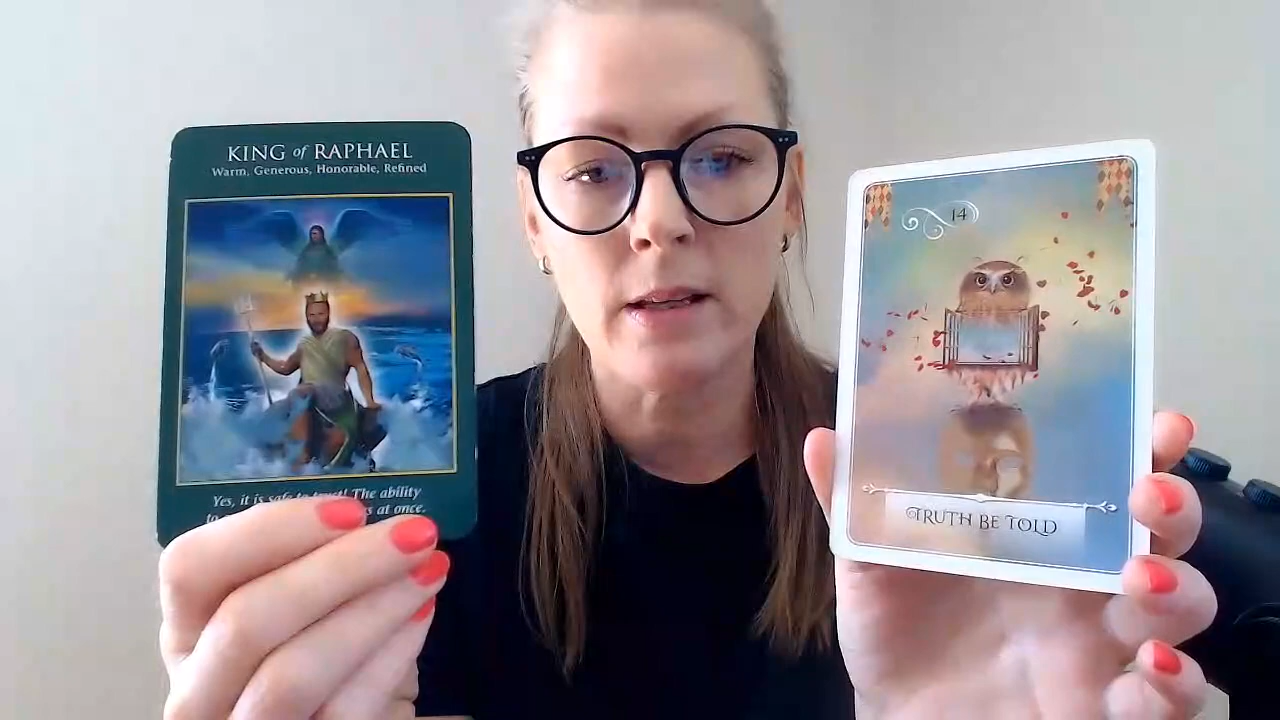 KING of RAPHAEL
Warm, Generous, Honorable, Refined
Yes, it is safe to trust! The ability
at once.
14
TRUTH BE TOLD